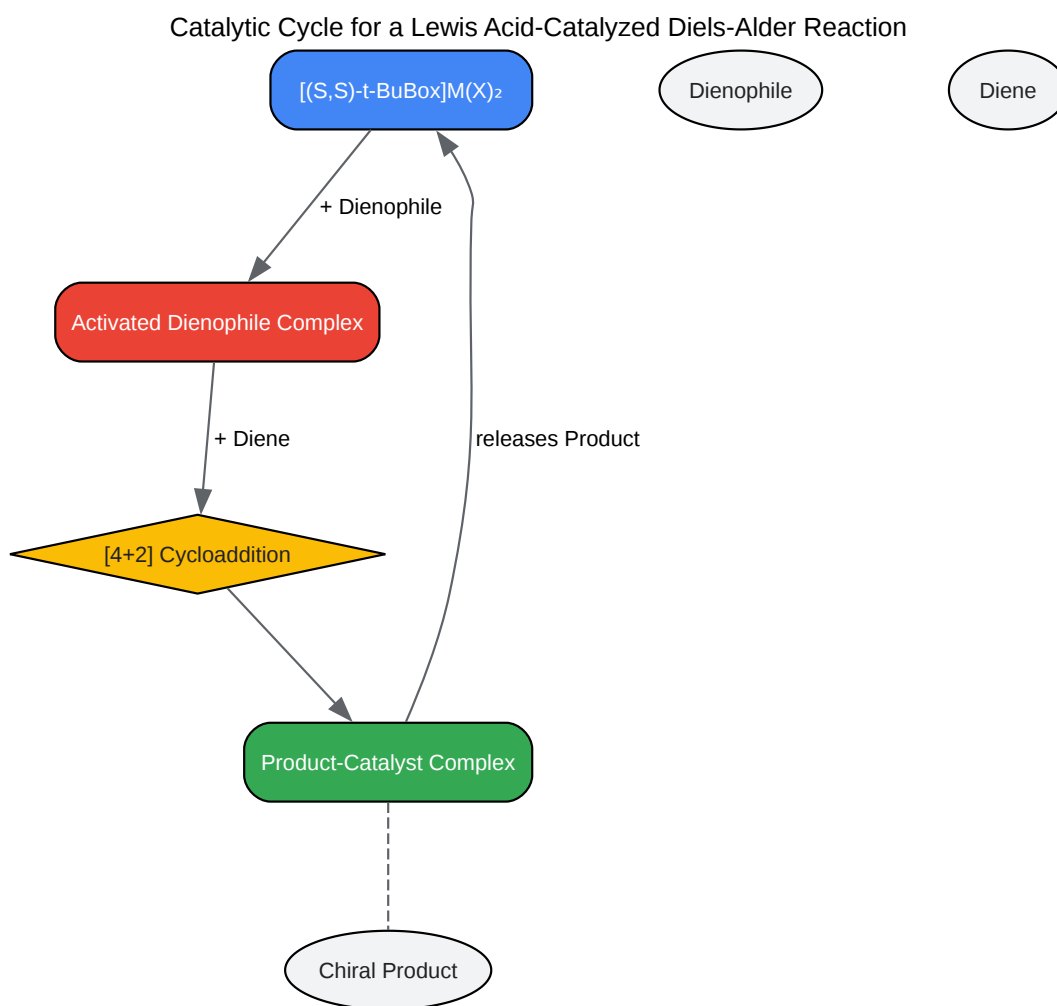 Catalytic Cycle for a Lewis Acid-Catalyzed Diels-Alder Reaction
[(S,S)-t-BuBox]M(X)₂
Dienophile
Diene
+ Dienophile
Activated Dienophile Complex
+ Diene
releases Product
[4+2] Cycloaddition
Product-Catalyst Complex
Chiral Product